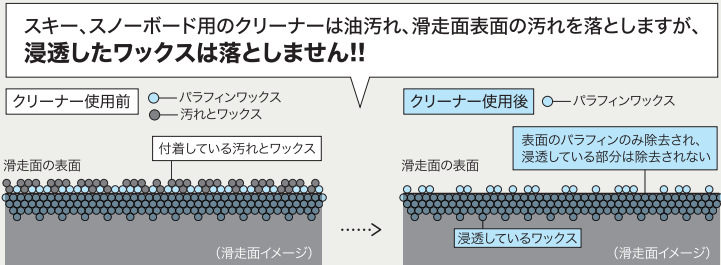 スキー、スノーボード用のクリーナーは油汚れ、滑走面表面の汚れを落としますが、
浸透したワックスは落としません!!
クリーナー使用前
パラフィンワックス
汚れとワックス
付着している汚れとワックス
滑走面の表面
（滑走面イメージ）
クリーナー使用後
パラフィンワックス
表面のパラフィンのみ除去され、
浸透している部分は除去されない
滑走面の表面
浸透しているワックス
（滑走面イメージ）